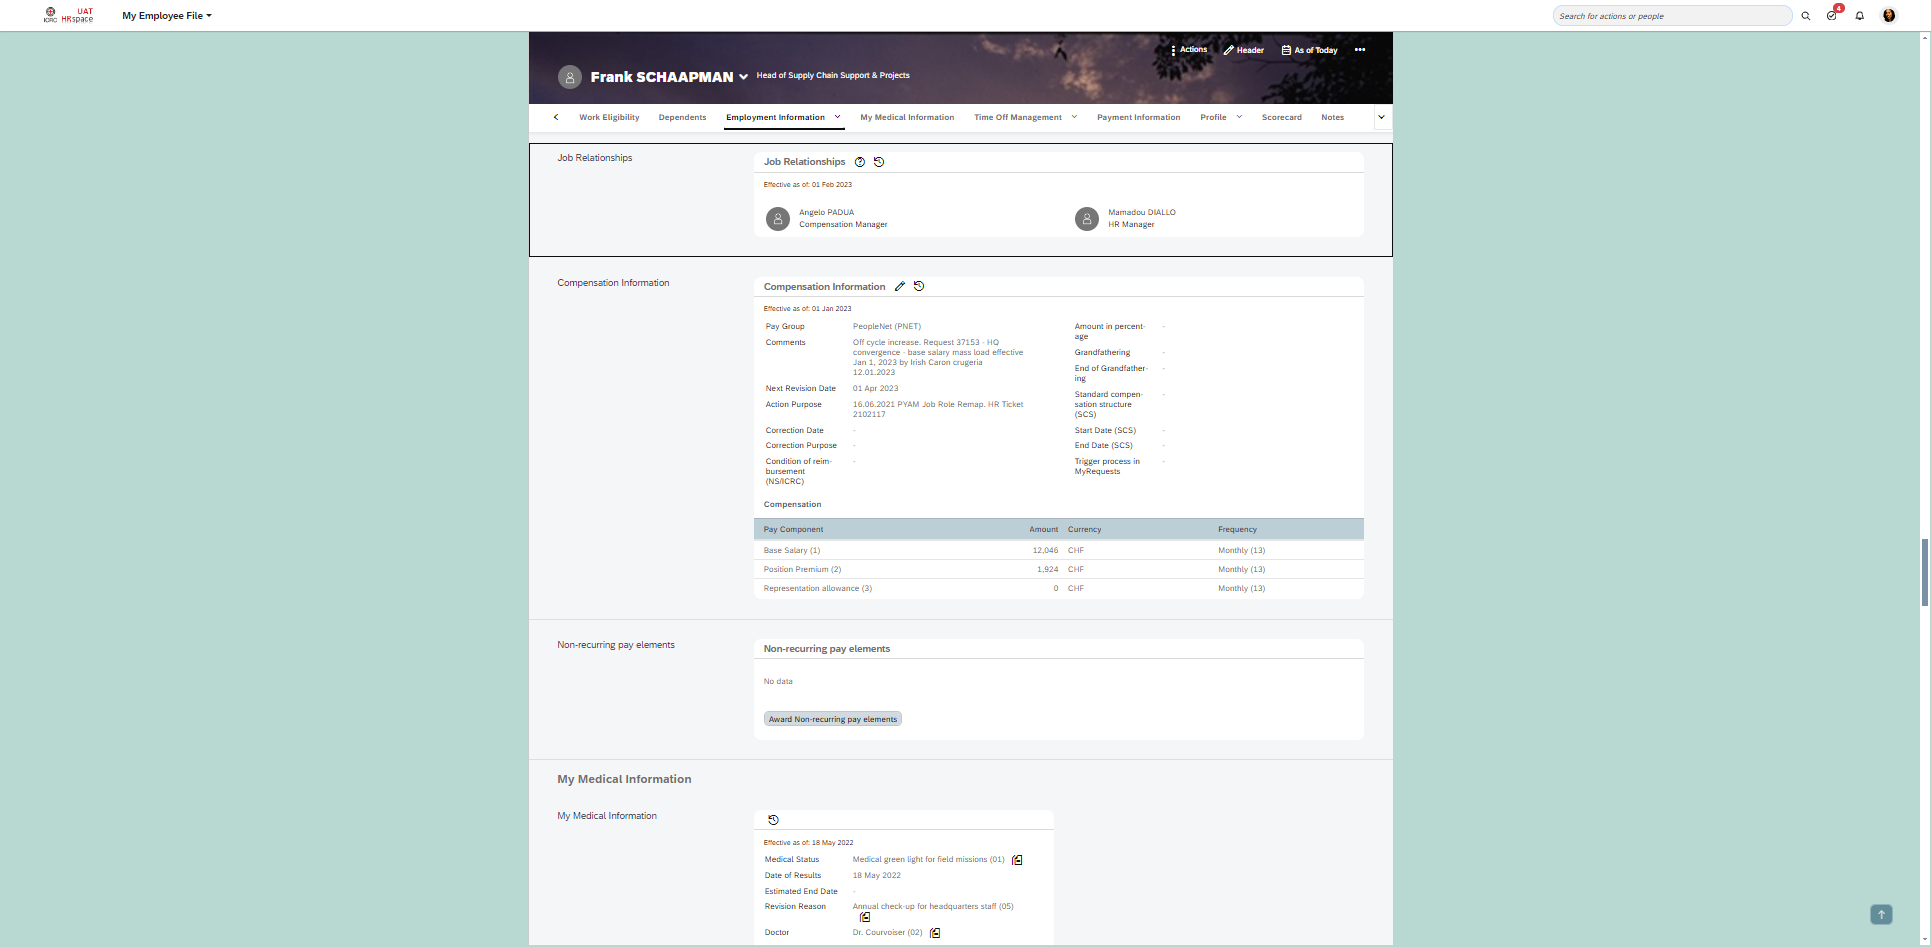 ICRC
UAT
HRspace
My Employee File
Search for actions or people
4
Actions
Header
As of Today
Frank SCHAAPMAN
Head of Supply Chain Support & Projects
Work Eligibility
Dependents
Employment Information
My Medical Information
Time Off Management
Payment Information
Profile
Scorecard
Notes
Job Relationships
Job Relationships
Effective as of: 01 Feb 2023
Angelo PADUA
Compensation Manager
Mamadou DIALLO
HR Manager
Compensation Information
Compensation Information
Effective as of: 01 Jan 2023
Pay Group
PeopleNet (PNET)
Comments
Off cycle increase. Request 37153 - HQ
convergence - base salary mass load effective
Jan 1, 2023 by Irish Caron crugeria
12.01.2023
Next Revision Date
01 Apr 2023
Action Purpose
16.06.2021 PYAM Job Role Remap. HR Ticket
2102117
Correction Date
-
Correction Purpose
-
Condition of reim-
bursement
(NS/ICRC)
-
Amount in percent-
age
-
Grandfathering
-
End of Grandfather-
ing
-
Standard compen-
sation structure
(SCS)
-
Start Date (SCS)
-
End Date (SCS)
-
Trigger process in
MyRequests
-
Compensation
Pay Component Amount Currency Frequency
Base Salary (1) 12,046 CHF Monthly (13)
Position Premium (2) 1,924 CHF Monthly (13)
Representation allowance (3) 0 CHF Monthly (13)
Non-recurring pay elements
Non-recurring pay elements
No data
Award Non-recurring pay elements
My Medical Information
My Medical Information
Effective as of: 18 May 2022
Medical Status
Medical green light for field missions (01)
Date of Results
18 May 2022
Estimated End Date
-
Revision Reason
Annual check-up for headquarters staff (05)
Doctor
Dr. Courvoiser (02)